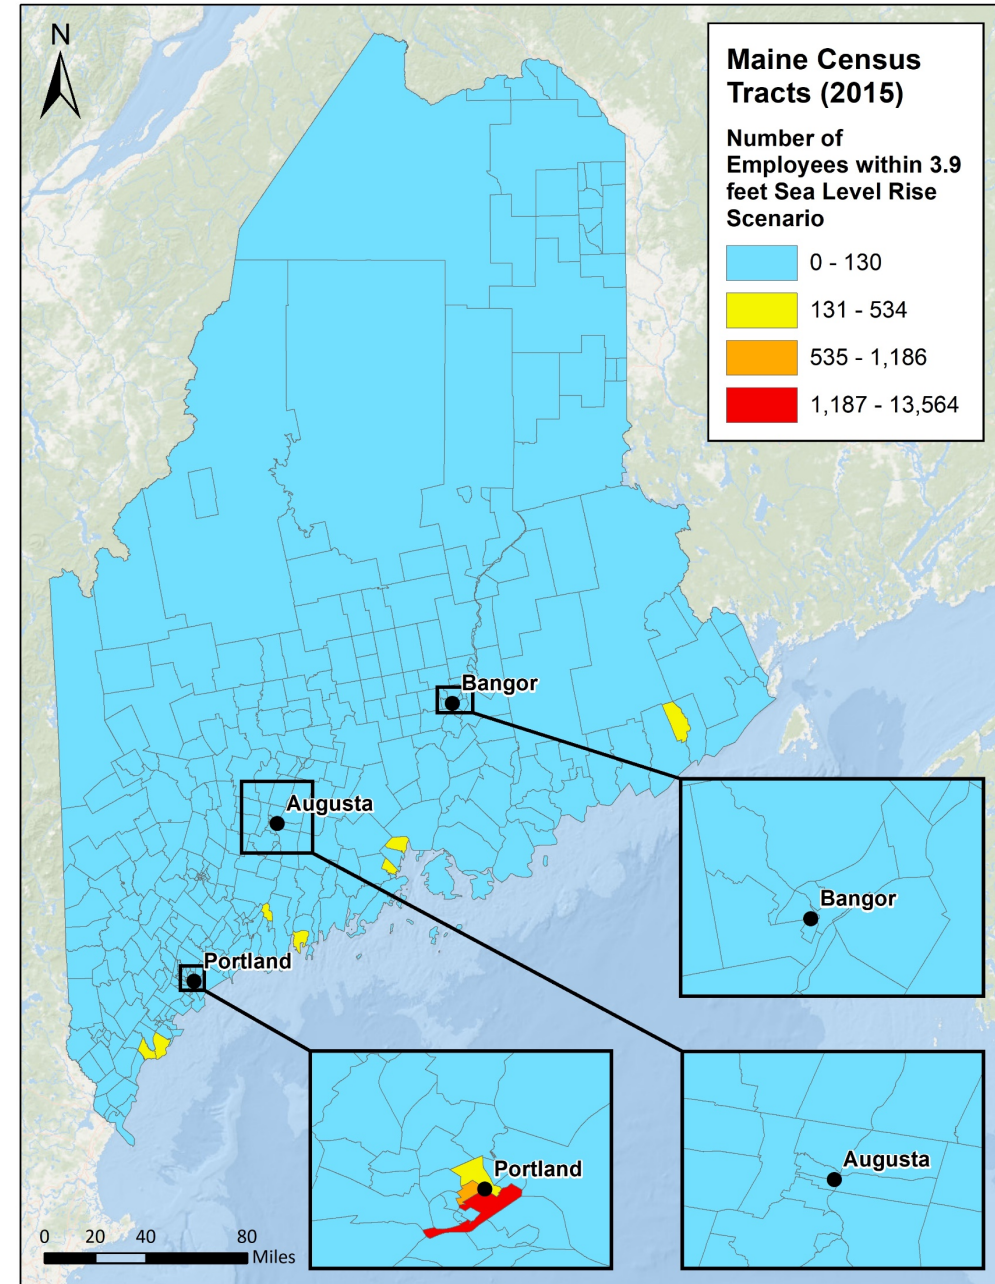 N
Maine Census
Tracts (2015)
Number of
Employees within 3.9
feet Sea Level Rise
Scenario
0 - 130
131 - 534
535 - 1,186
1,187 - 13,564
Bangor
Augusta
Portland
Bangor
Portland
Augusta
0 20 40 80
Miles